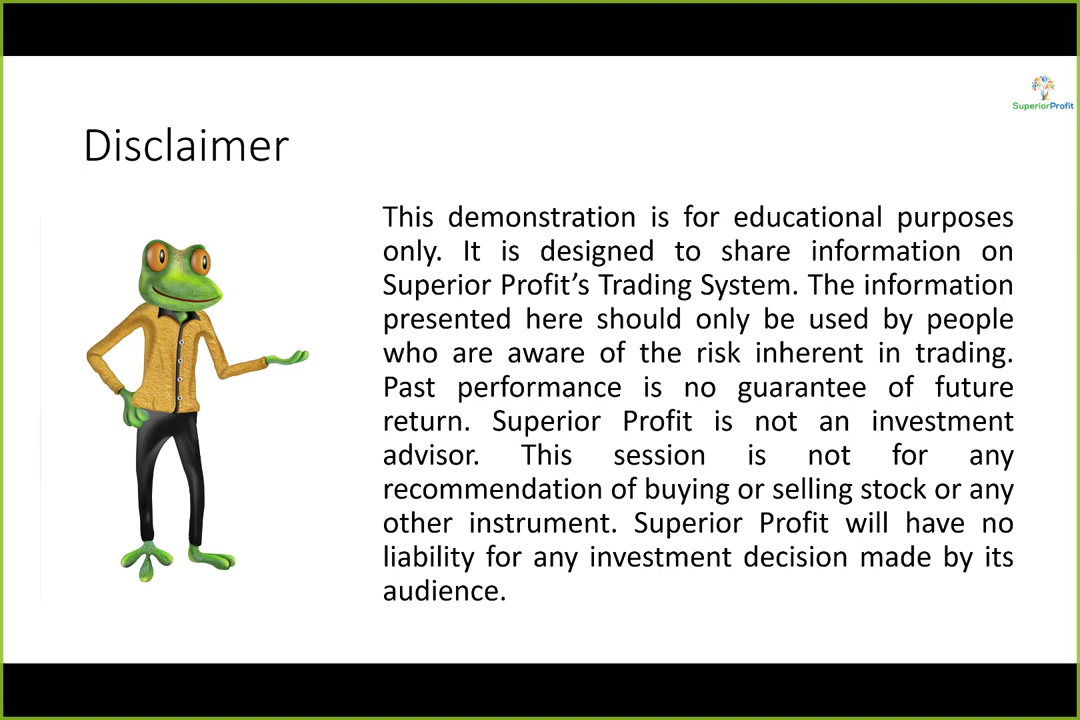 SuperiorProfit
Disclaimer
This demonstration is for educational purposes
only. It is designed to share information on
Superior Profit’s Trading System. The information
presented here should only be used by people
who are aware of the risk inherent in trading.
Past performance is no guarantee of future
return. Superior Profit is not an investment
advisor. This session is not for any
recommendation of buying or selling stock or any
other instrument. Superior Profit will have no
liability for any investment decision made by its
audience.